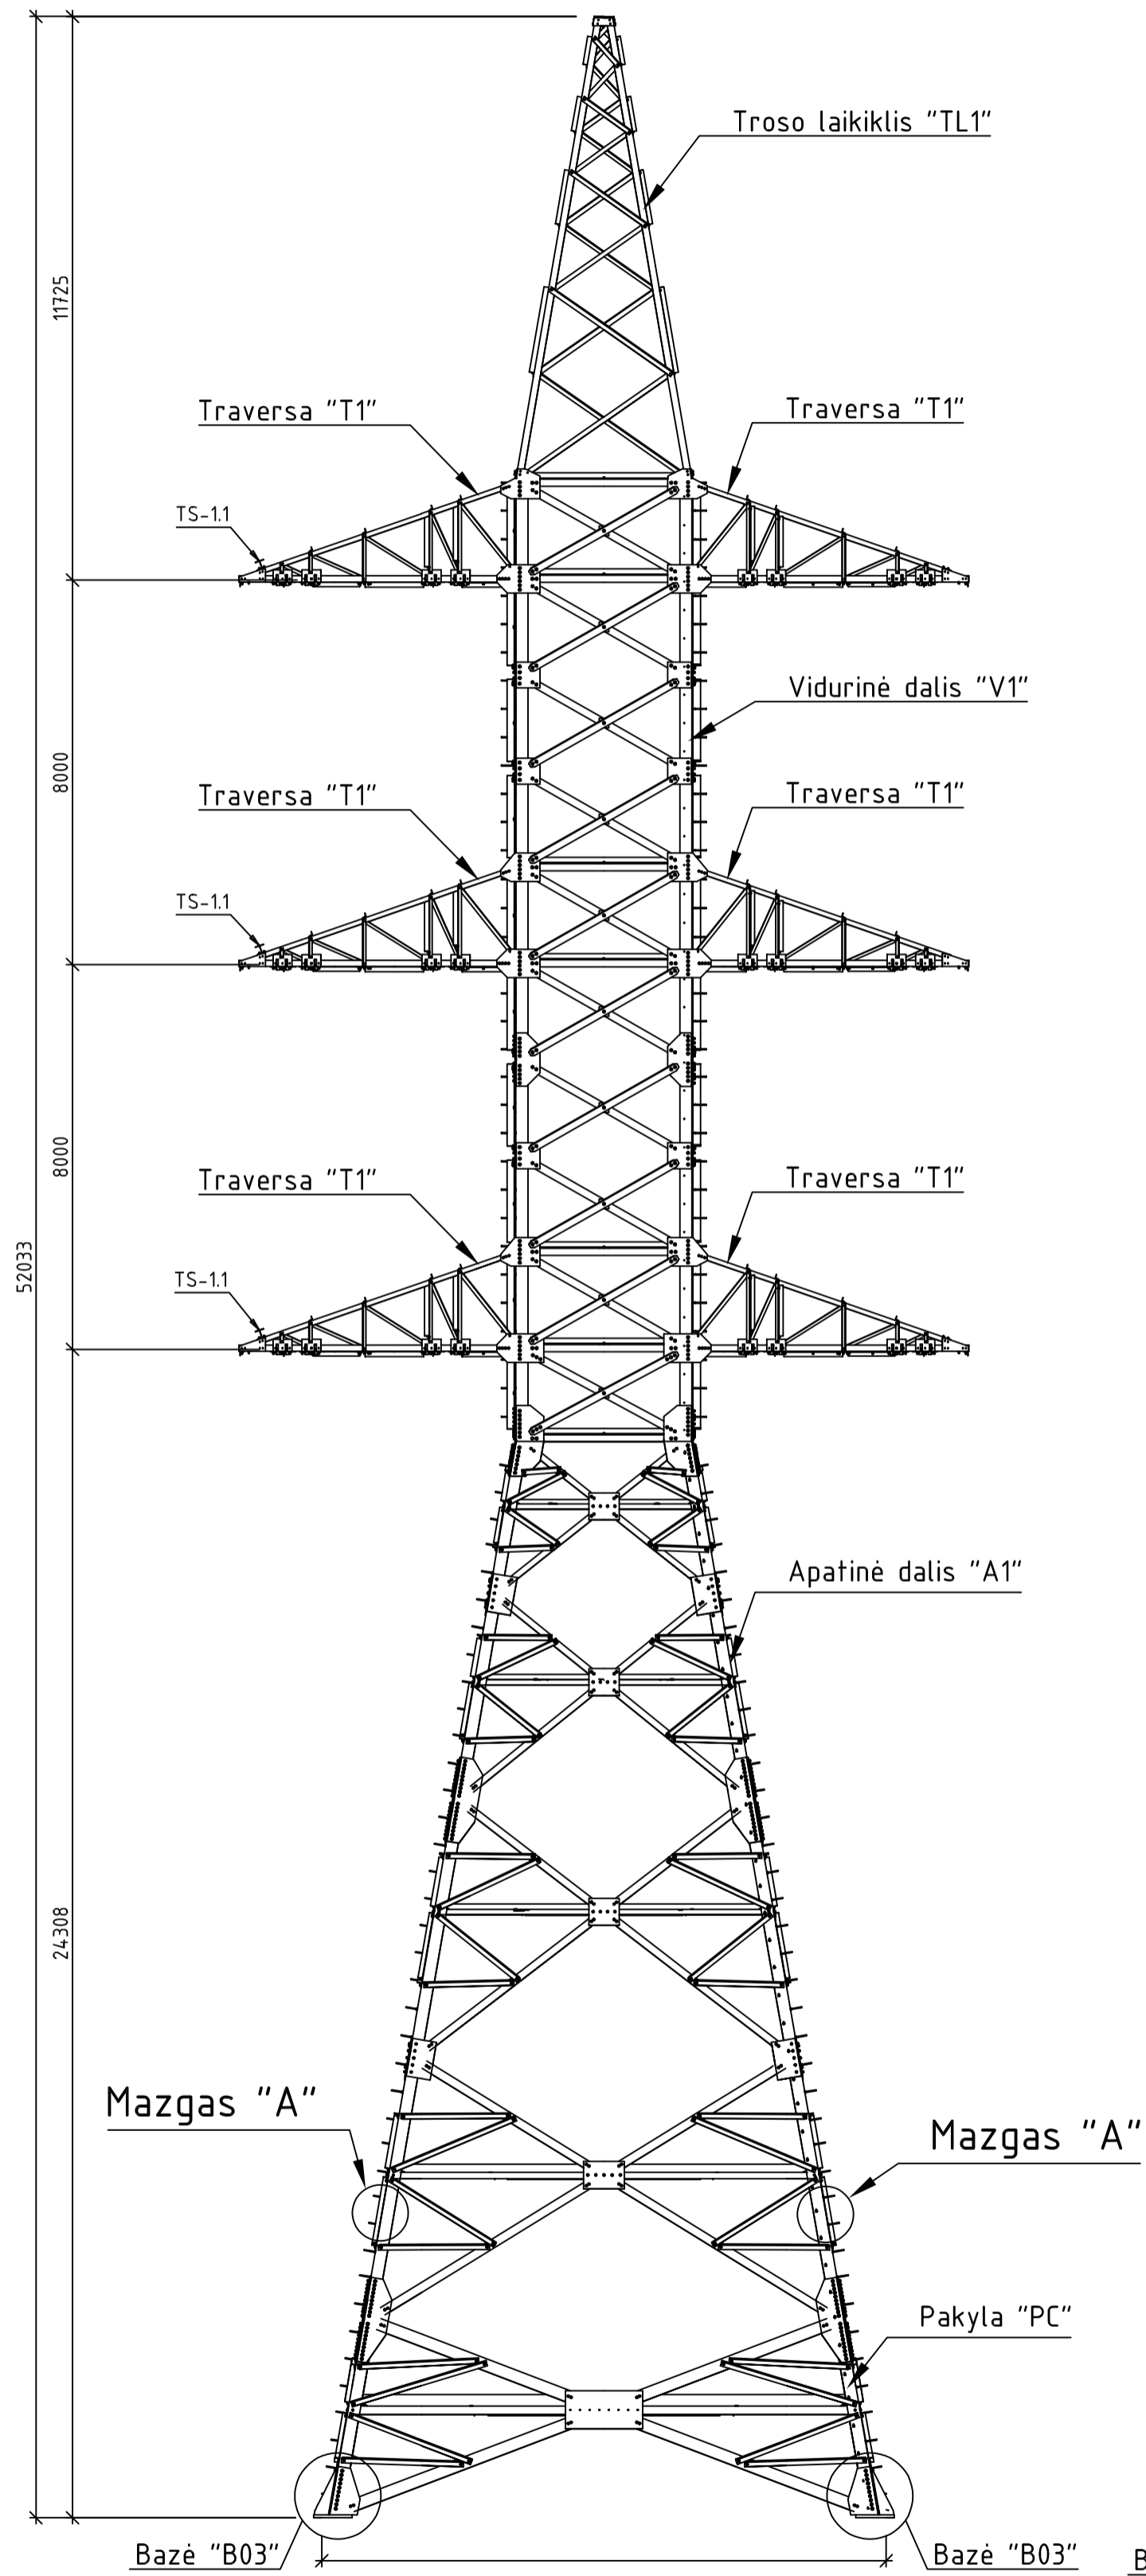 Troso laikiklis "TL1"
11725
Traversa "T1"
Traversa "T1"
TS-1.1
Vidurinė dalis "V1"
8000
Traversa "T1"
Traversa "T1"
TS-1.1
8000
Traversa "T1"
Traversa "T1"
52033
TS-1.1
Apatinė dalis "A1"
24308
Mazgas "A"
Mazgas "A"
Pakyla "PC"
Bazė "B03"
Bazė "B03"
B